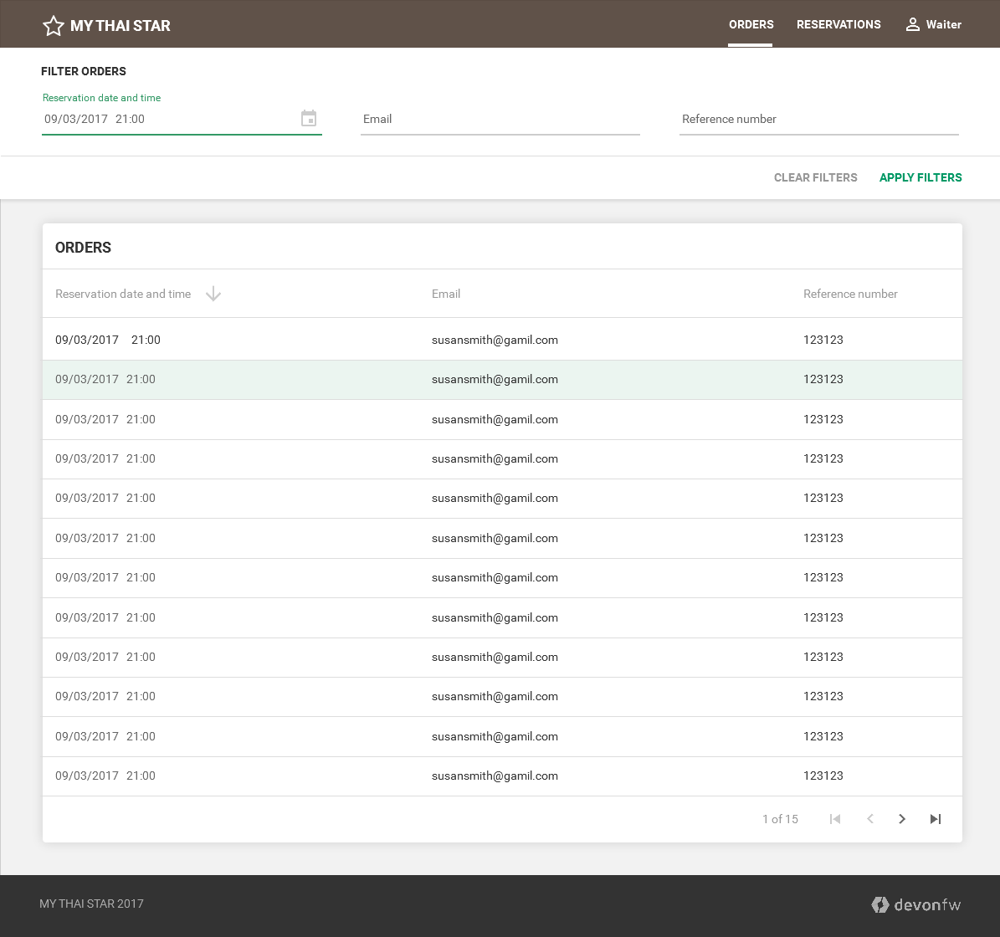 MY THAI STAR ORDERS RESERVATIONS Waiter
FILTER ORDERS
Reservation date and time
09/03/2017 21:00 Email Reference number
CLEAR FILTERS APPLY FILTERS
ORDERS
Reservation date and time Email Reference number
09/03/2017 21:00 susansmith@gamil.com 123123
09/03/2017 21:00 susansmith@gamil.com 123123
09/03/2017 21:00 susansmith@gamil.com 123123
09/03/2017 21:00 susansmith@gamil.com 123123
09/03/2017 21:00 susansmith@gamil.com 123123
09/03/2017 21:00 susansmith@gamil.com 123123
09/03/2017 21:00 susansmith@gamil.com 123123
09/03/2017 21:00 susansmith@gamil.com 123123
09/03/2017 21:00 susansmith@gamil.com 123123
09/03/2017 21:00 susansmith@gamil.com 123123
09/03/2017 21:00 susansmith@gamil.com 123123
09/03/2017 21:00 susansmith@gamil.com 123123
1 of 15
MY THAI STAR 2017 devonfw